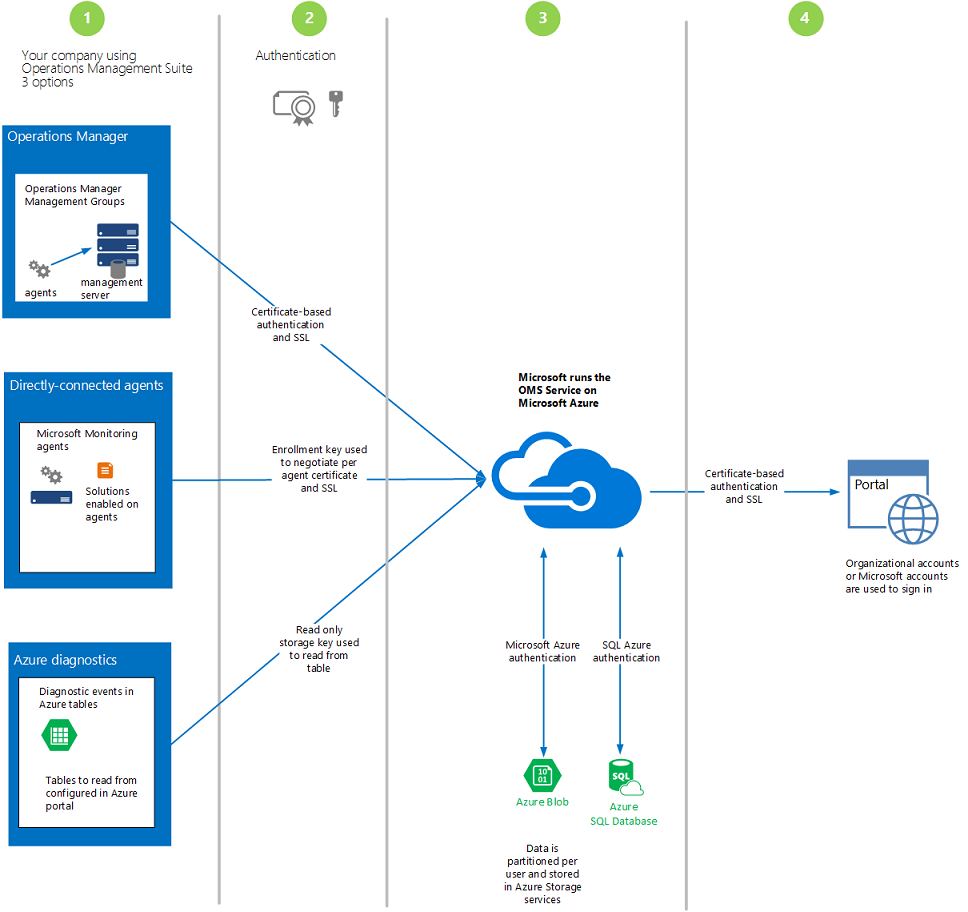 1
2
3
4
Your company using
Operations Management Suite
3 options
Authentication
Operations Manager
Operations Manager
Management Groups
agents
management
server
Certificate-based
authentication
and SSL
Directly-connected agents
Microsoft Monitoring
agents
Solutions
enabled on
agents
Enrollment key used
to negotiate per
agent certificate
and SSL
Azure diagnostics
Diagnostic events in
Azure tables
Tables to read from
configured in Azure
portal
Read only
storage key used
to read from
table
Microsoft runs the
OMS Service on
Microsoft Azure
Microsoft Azure
authentication
SQL Azure
authentication
10
01
Azure Blob
SQL
Azure
SQL Database
Data is
partitioned per
user and stored
in Azure Storage
services
Certificate-based
authentication
and SSL
Portal
Organizational accounts
or Microsoft accounts
are used to sign in